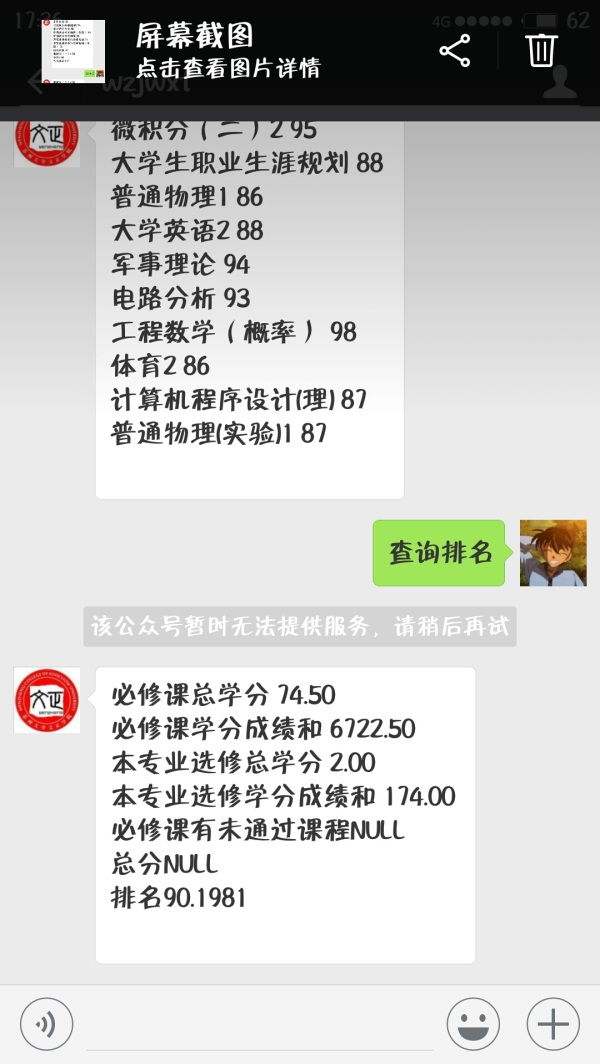 4G 62
屏幕截图
点击查看图片详情
wzjwxt
微积分（二）2 95
大学生职业生涯规划 88
普通物理1 86
大学英语2 88
军事理论 94
电路分析 93
工程数学（概率） 98
体育2 86
计算机程序设计(理) 87
普通物理(实验)1 87
查询排名
该公众号暂时无法提供服务，请稍后再试
文正
必修课总学分 74.50
必修课学分成绩和 6722.50
本专业选修总学分 2.00
本专业选修学分成绩和 174.00
必修课有未通过课程NULL
总分NULL
排名90.1981